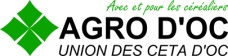 Avec et pour les céréaliers
AGRO D'OC
UNION DES CETA D'OC